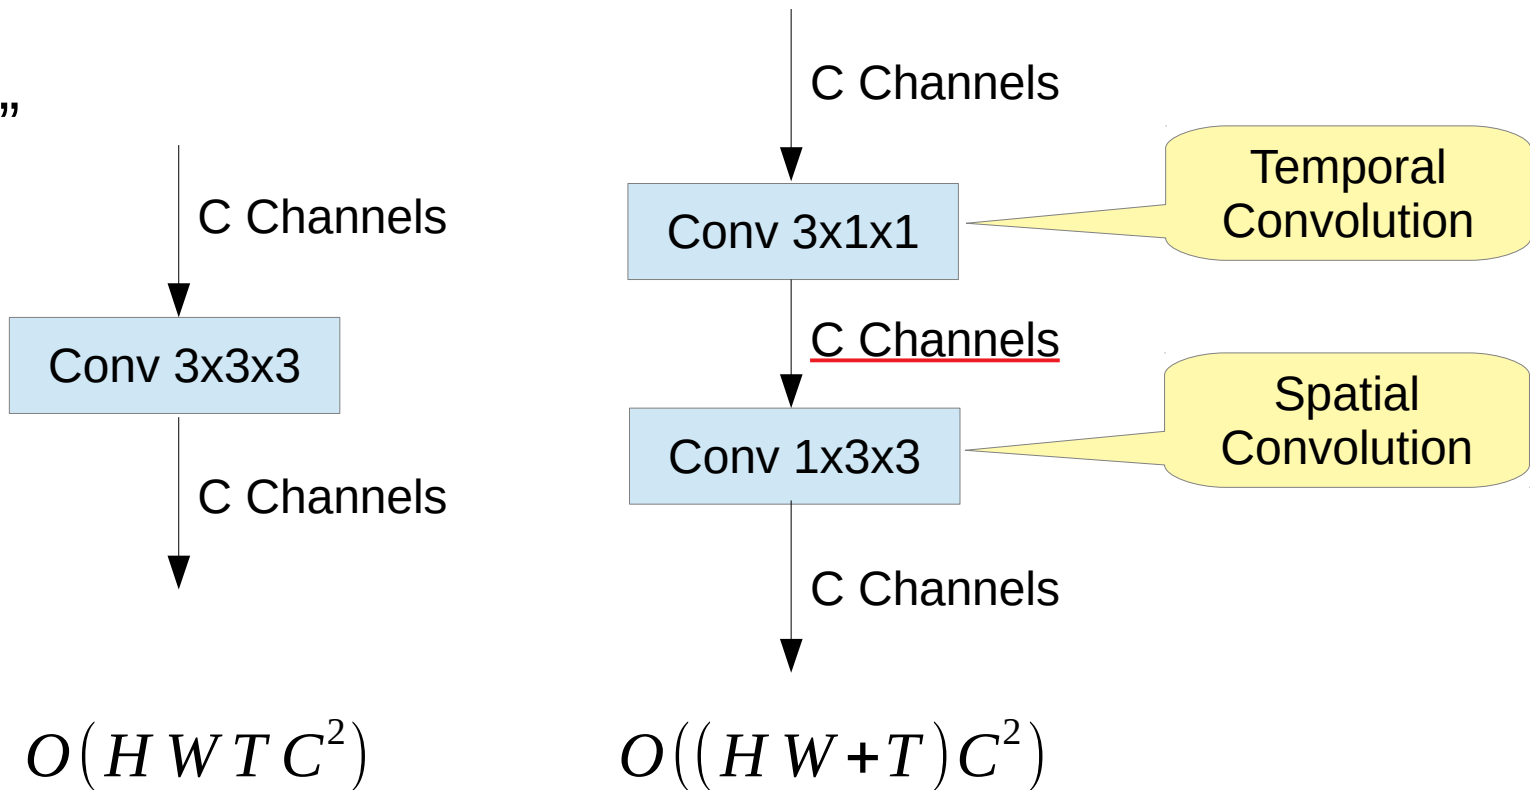 ”
C Channels
Conv 3x3x3
C Channels
O(H W T C²)
C Channels
Conv 3x1x1
Temporal
Convolution
C Channels
Conv 1x3x3
Spatial
Convolution
C Channels
O((H W+T)C²)